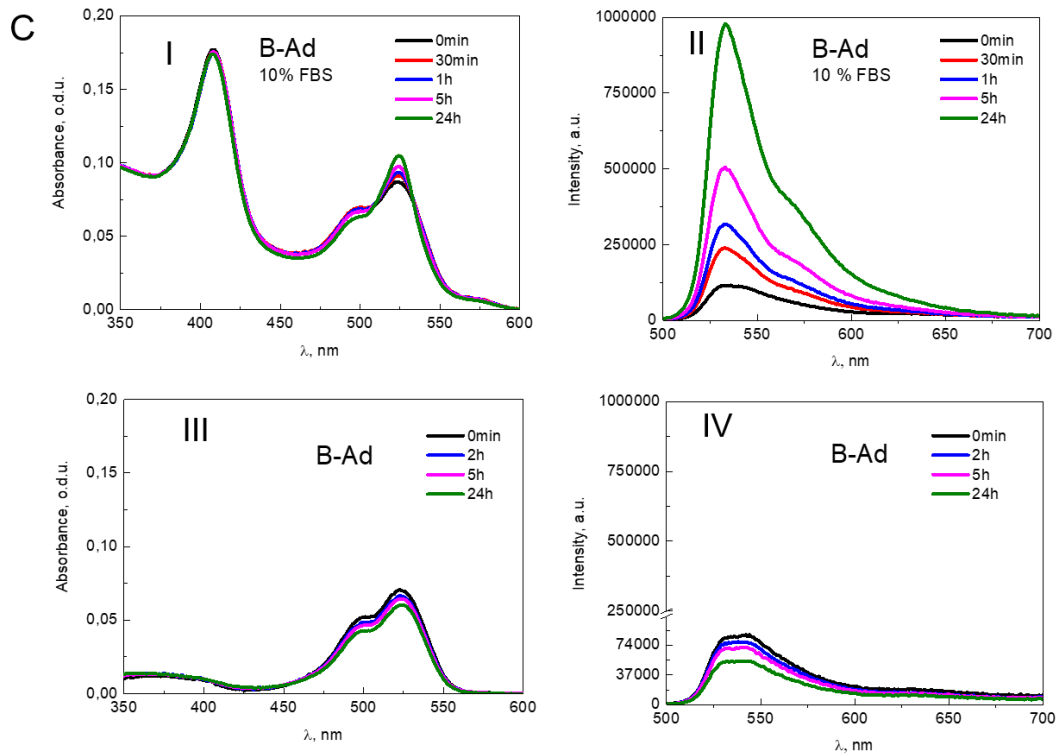 C
I
B-Ad
10% FBS
0min
30min
1h
5h
24h
Absorbance, o.d.u.
0,20
0,15
0,10
0,05
0,00
350 400 450 500 550 600
λ, nm
II
B-Ad
10 % FBS
0min
30min
1h
5h
24h
Intensity, a.u.
1000000
750000
500000
250000
0
500 550 600 650 700
λ, nm
III
B-Ad
0min
2h
5h
24h
Absorbance, o.d.u.
0,20
0,15
0,10
0,05
0,00
350 400 450 500 550 600
λ, nm
IV
B-Ad
0min
2h
5h
24h
Intensity, a.u.
1000000
750000
500000
250000
74000
37000
0
500 550 600 650 700
λ, nm